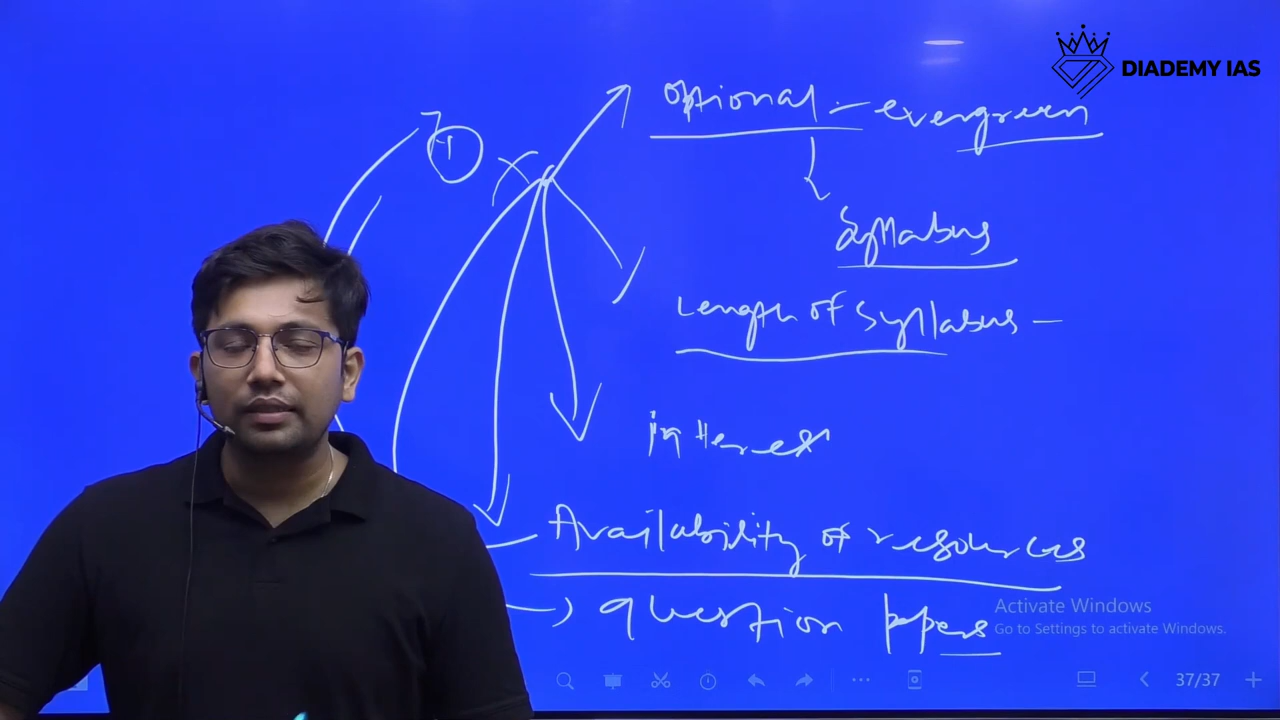 DIADEMY IAS
optional - evergreen
1
Syllabus
Length of Syllabus -
interest
Availability of resources
question papers
Activate Windows
Go to Settings to activate Windows.
37/37